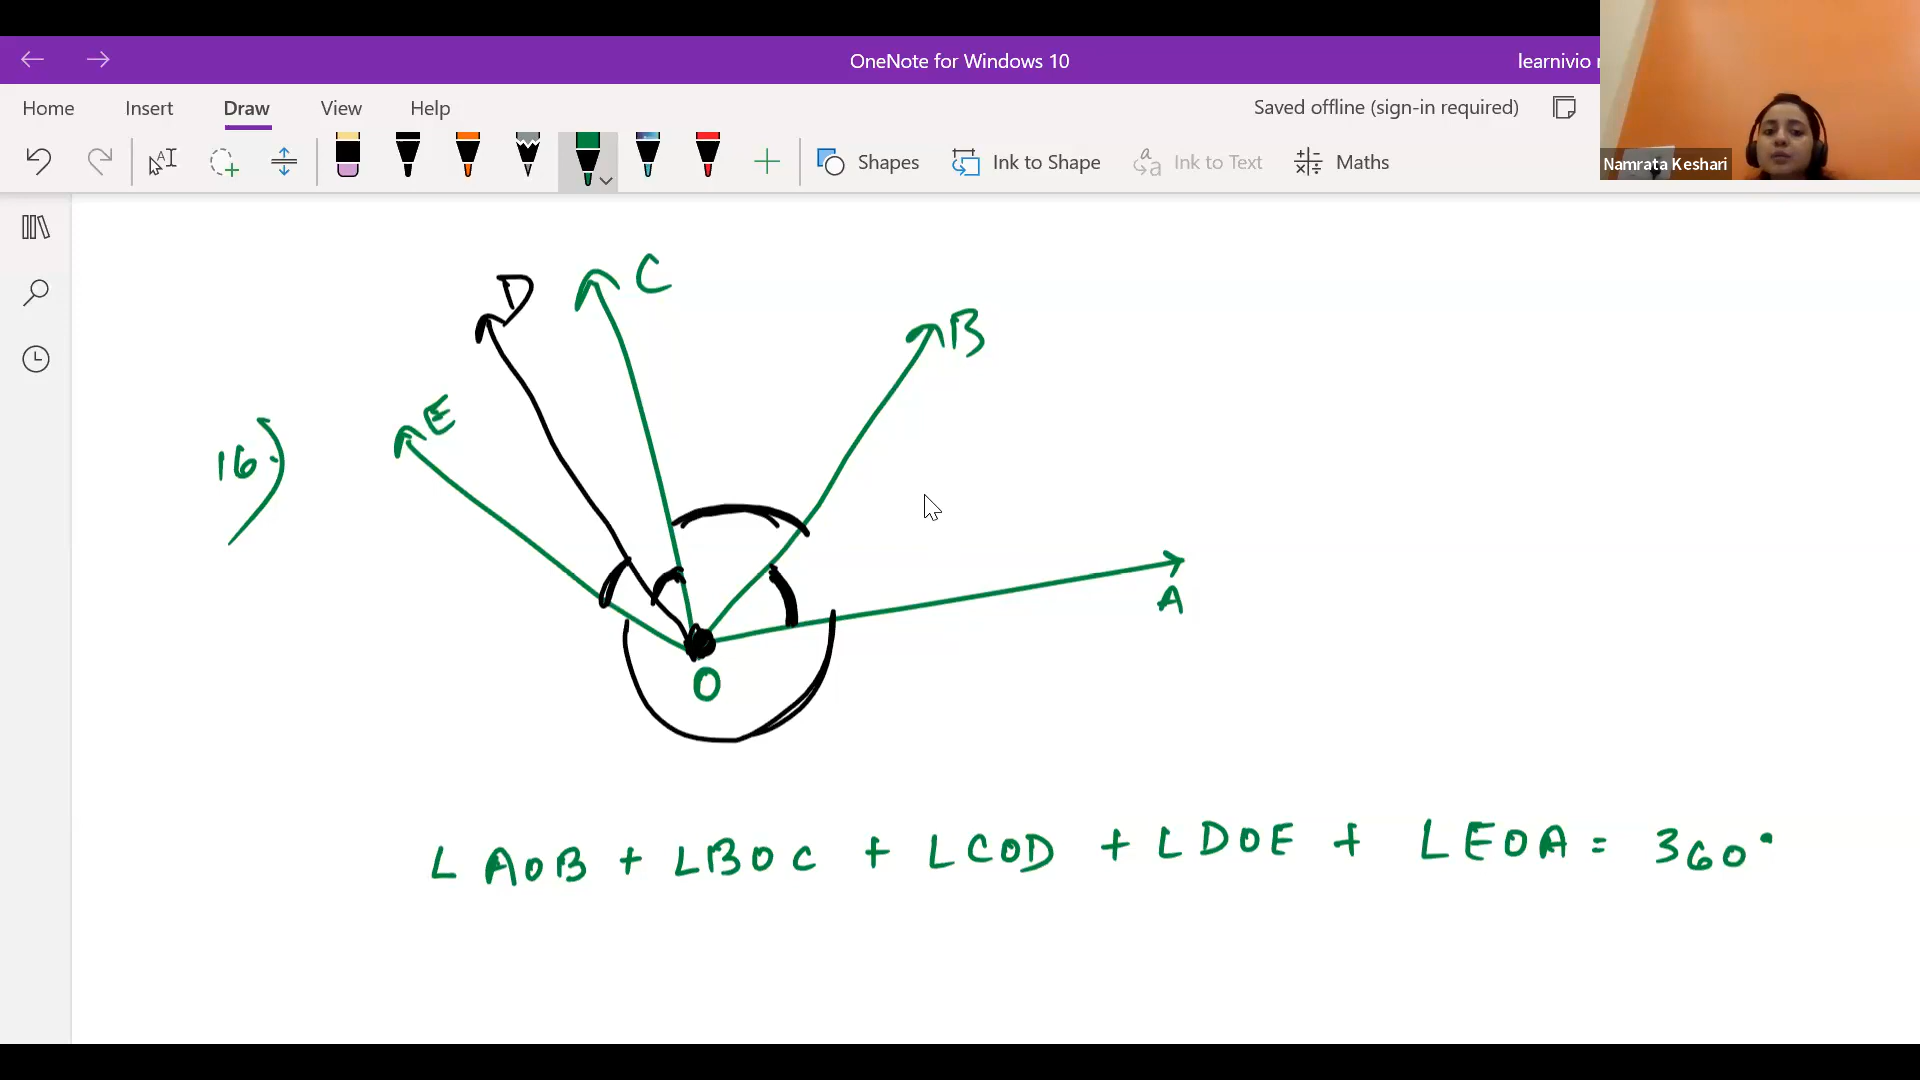 OneNote for Windows 10
learnivio
Home Insert Draw View Help
Saved offline (sign-in required)
Shapes
Ink to Shape
Ink to Text
Maths
Namrata Keshari
D
C
B
E
16.)
A
O
∠AOB + ∠BOC + ∠COD + ∠DOE + ∠EOA = 360°